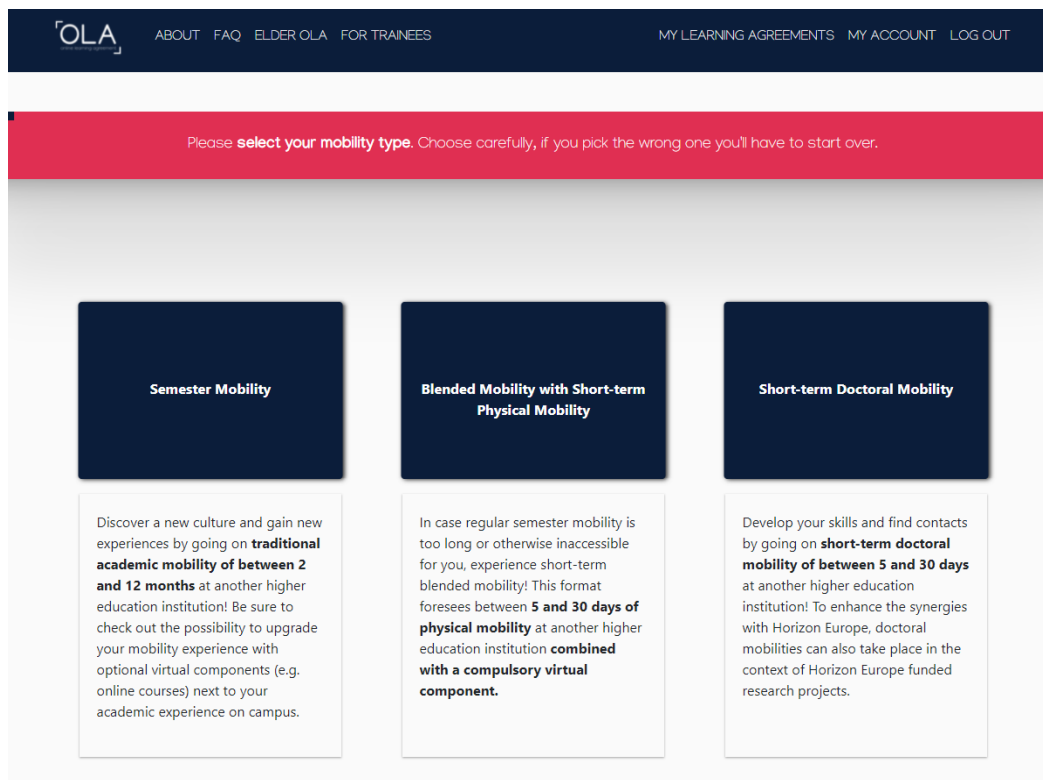 OLA
online learning agreement
ABOUT FAQ ELDER OLA FOR TRAINEES
MY LEARNING AGREEMENTS MY ACCOUNT LOG OUT
Please select your mobility type. Choose carefully, if you pick the wrong one you'll have to start over.
Semester Mobility
Discover a new culture and gain new
experiences by going on traditional
academic mobility of between 2
and 12 months at another higher
education institution! Be sure to
check out the possibility to upgrade
your mobility experience with
optional virtual components (e.g.
online courses) next to your
academic experience on campus.
Blended Mobility with Short-term
Physical Mobility
In case regular semester mobility is
too long or otherwise inaccessible
for you, experience short-term
blended mobility! This format
foresees between 5 and 30 days of
physical mobility at another higher
education institution combined
with a compulsory virtual
component.
Short-term Doctoral Mobility
Develop your skills and find contacts
by going on short-term doctoral
mobility of between 5 and 30 days
at another higher education
institution! To enhance the synergies
with Horizon Europe, doctoral
mobilities can also take place in the
context of Horizon Europe funded
research projects.